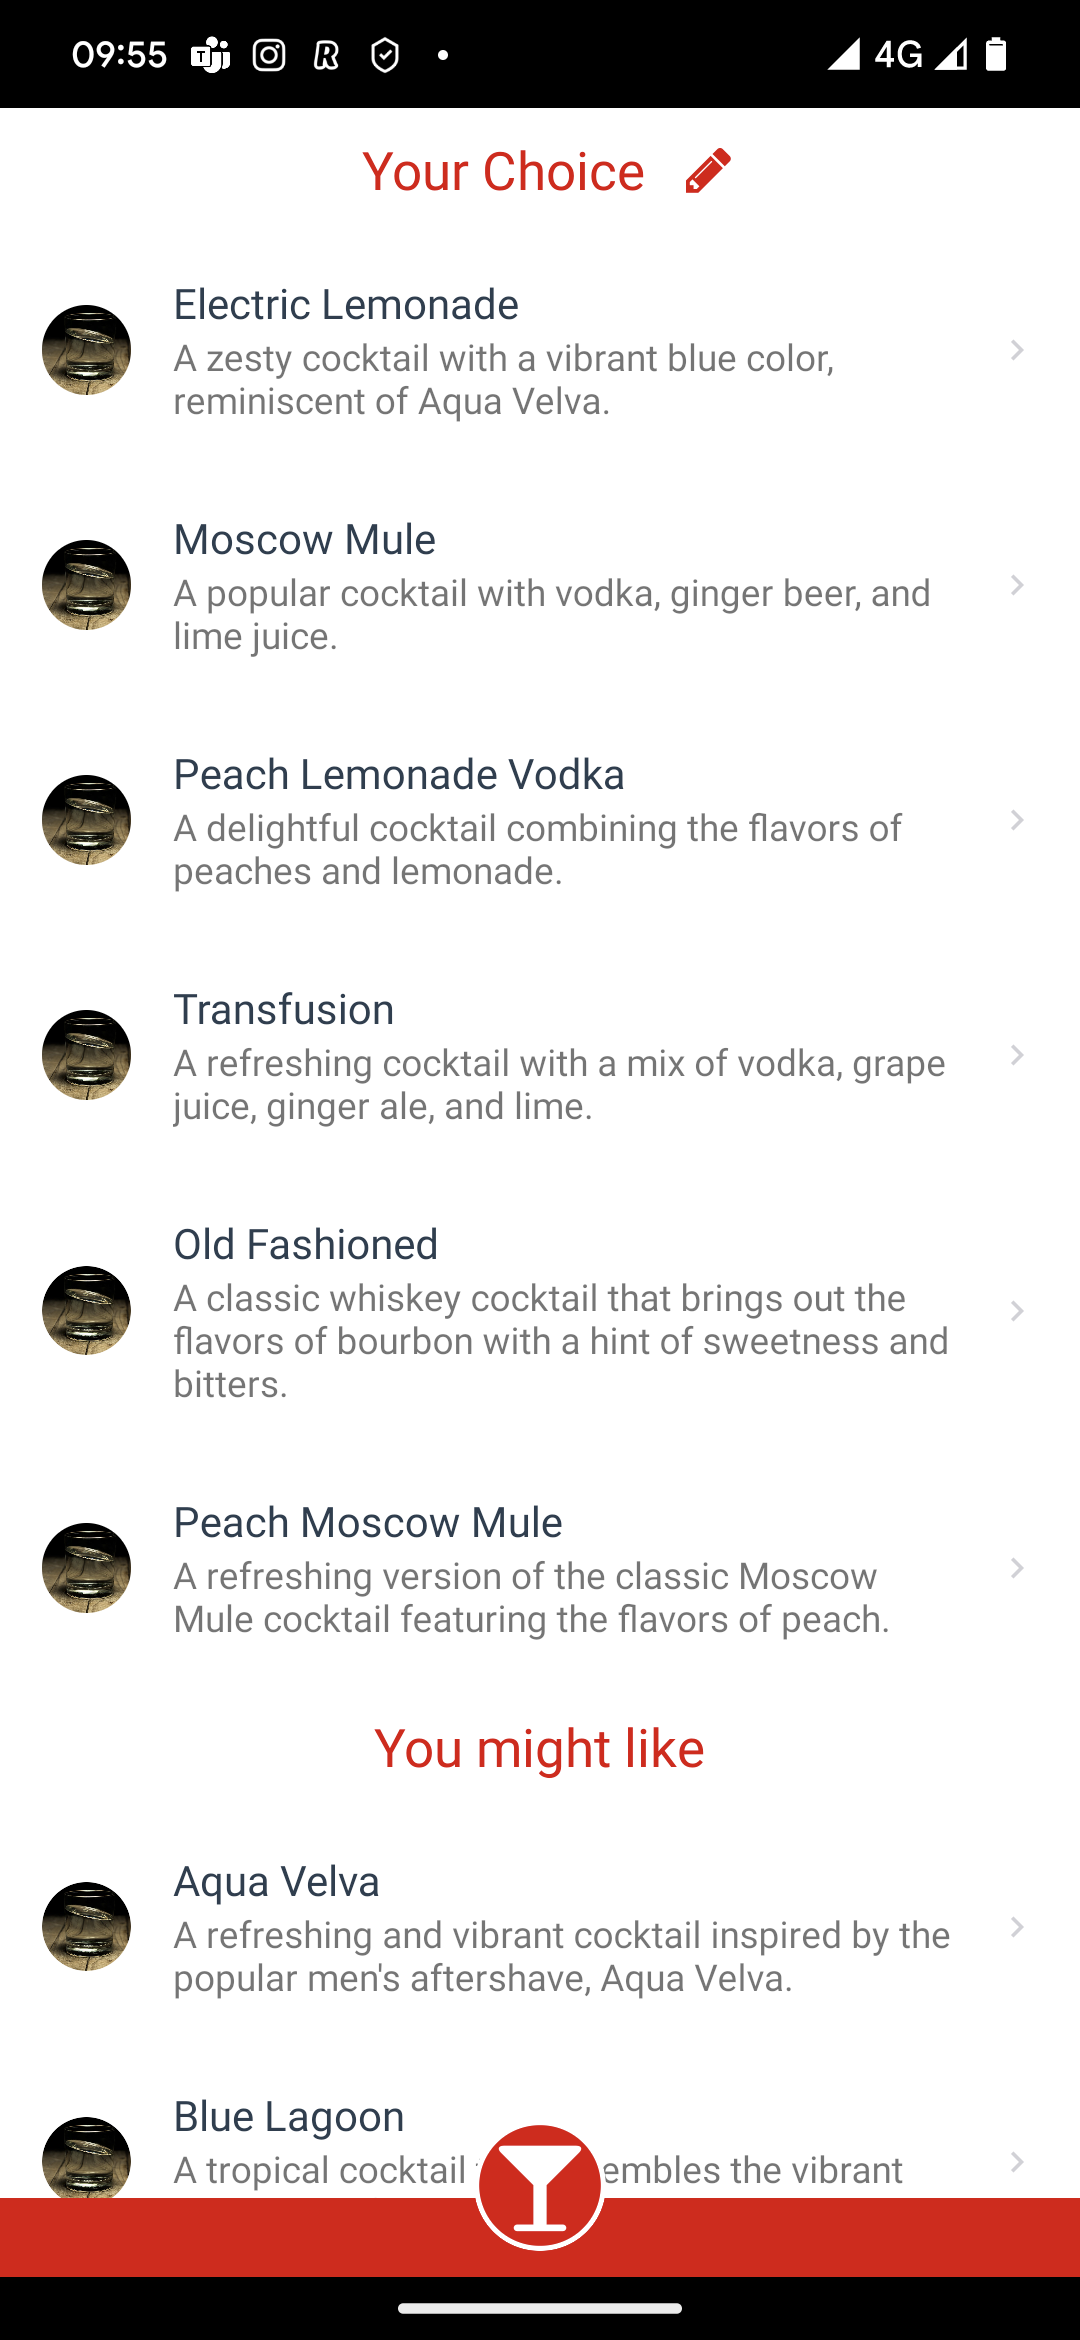 09:55
4G
Your Choice
Electric Lemonade
A zesty cocktail with a vibrant blue color,
reminiscent of Aqua Velva.
Moscow Mule
A popular cocktail with vodka, ginger beer, and
lime juice.
Peach Lemonade Vodka
A delightful cocktail combining the flavors of
peaches and lemonade.
Transfusion
A refreshing cocktail with a mix of vodka, grape
juice, ginger ale, and lime.
Old Fashioned
A classic whiskey cocktail that brings out the
flavors of bourbon with a hint of sweetness and
bitters.
Peach Moscow Mule
A refreshing version of the classic Moscow
Mule cocktail featuring the flavors of peach.
You might like
Aqua Velva
A refreshing and vibrant cocktail inspired by the
popular men's aftershave, Aqua Velva.
Blue Lagoon
A tropical cocktail embles the vibrant